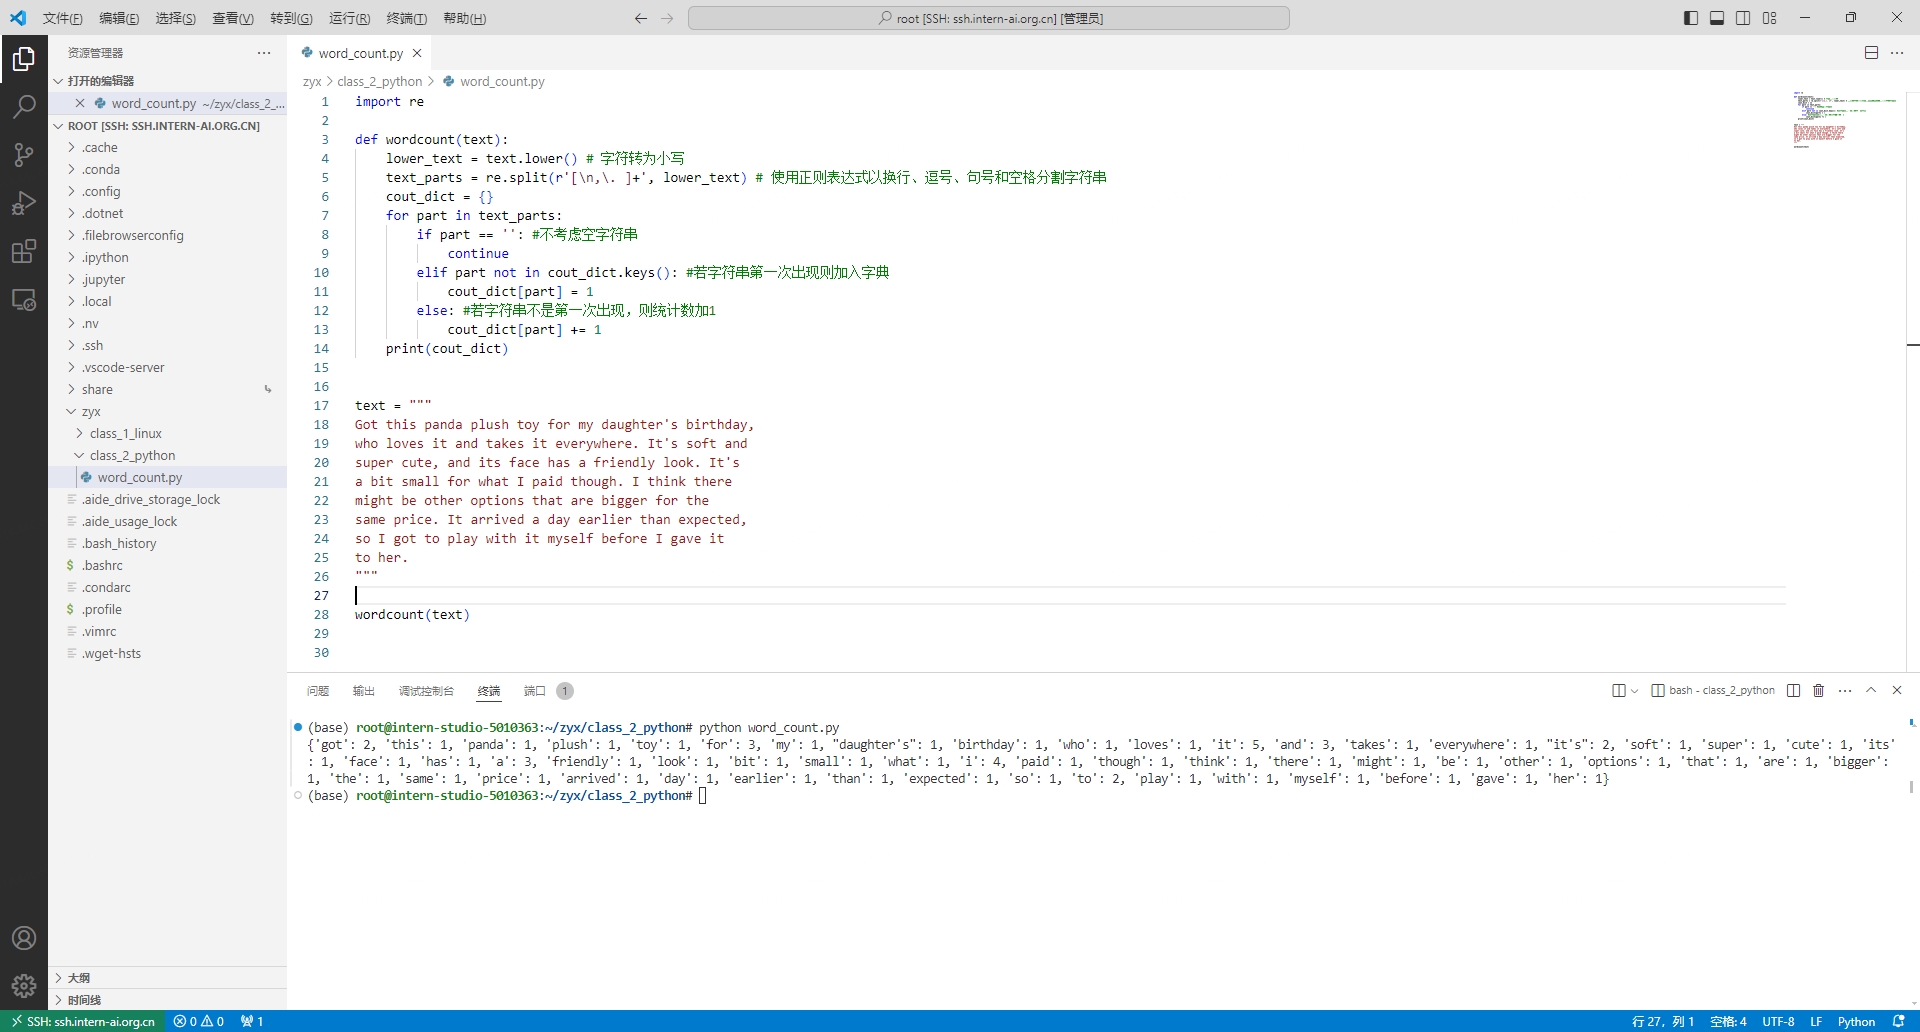 文件(F) 编辑(E) 选择(S) 查看(V) 转到(G) 运行(R) 终端(T) 帮助(H) root [SSH: ssh.intern-ai.org.cn] [管理员]
资源管理器
打开的编辑器
word_count.py ~/zyx/class_2_...
ROOT [SSH: SSH.INTERN-AI.ORG.CN]
.cache
.conda
.config
.dotnet
.filebrowserconfig
.ipython
.jupyter
.local
.nv
.ssh
.vscode-server
share
zyx
class_1_linux
class_2_python
word_count.py
.aide_drive_storage_lock
.aide_usage_lock
.bash_history
$ .bashrc
.condarc
$ .profile
.vimrc
.wget-hsts
大纲
时间线
word_count.py
zyx > class_2_python > word_count.py
1 import re
2
3 def wordcount(text):
4 lower_text = text.lower() # 字符转为小写
5 text_parts = re.split(r'[\n,\. ]+', lower_text) # 使用正则表达式以换行、逗号、句号和空格分割字符串
6 cout_dict = {}
7 for part in text_parts:
8 if part == '': #不考虑空字符串
9 continue
10 elif part not in cout_dict.keys(): #若字符串第一次出现则加入字典
11 cout_dict[part] = 1
12 else: #若字符串不是第一次出现，则统计数加1
13 cout_dict[part] += 1
14 print(cout_dict)
15
16
17 text = """
18 Got this panda plush toy for my daughter's birthday,
19 who loves it and takes it everywhere. It's soft and
20 super cute, and its face has a friendly look. It's
21 a bit small for what I paid though. I think there
22 might be other options that are bigger for the
23 same price. It arrived a day earlier than expected,
24 so I got to play with it myself before I gave it
25 to her.
26 """
27
28 wordcount(text)
29
30
问题 输出 调试控制台 终端 端口 1 bash - class_2_python
(base) root@intern-studio-5010363:~/zyx/class_2_python# python word_count.py
{'got': 2, 'this': 1, 'panda': 1, 'plush': 1, 'toy': 1, 'for': 3, 'my': 1, "daughter's": 1, 'birthday': 1, 'who': 1, 'loves': 1, 'it': 5, 'and': 3, 'takes': 1, 'everywhere': 1, "it's": 2, 'soft': 1, 'super': 1, 'cute': 1, 'its'
: 1, 'face': 1, 'has': 1, 'a': 3, 'friendly': 1, 'look': 1, 'bit': 1, 'small': 1, 'what': 1, 'i': 4, 'paid': 1, 'though': 1, 'think': 1, 'there': 1, 'might': 1, 'be': 1, 'other': 1, 'options': 1, 'that': 1, 'are': 1, 'bigger':
1, 'the': 1, 'same': 1, 'price': 1, 'arrived': 1, 'day': 1, 'earlier': 1, 'than': 1, 'expected': 1, 'so': 1, 'to': 2, 'play': 1, 'with': 1, 'myself': 1, 'before': 1, 'gave': 1, 'her': 1}
(base) root@intern-studio-5010363:~/zyx/class_2_python#
SSH: ssh.intern-ai.org.cn 0 0 1 行 27，列 1 空格: 4 UTF-8 LF Python